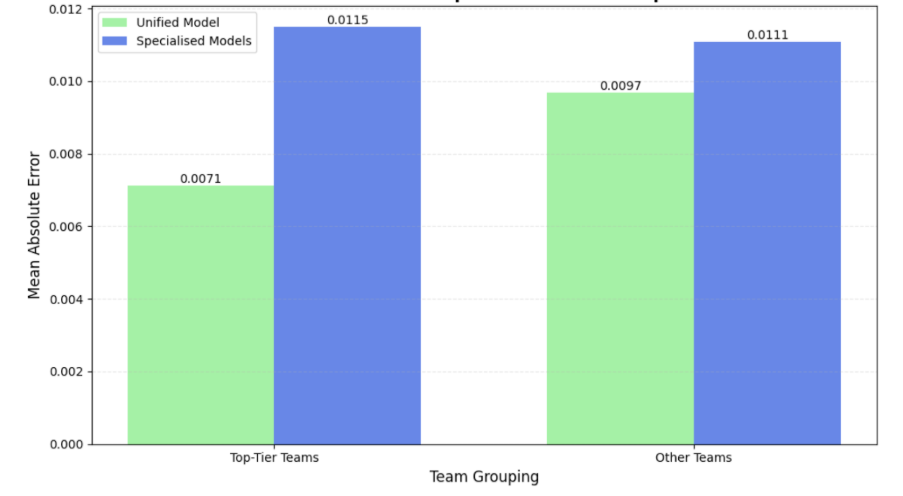 0.012
0.010
0.008
0.006
0.004
0.002
0.000
Mean Absolute Error
Unified Model
Specialised Models
0.0071
0.0115
0.0097
0.0111
Top-Tier Teams
Other Teams
Team Grouping